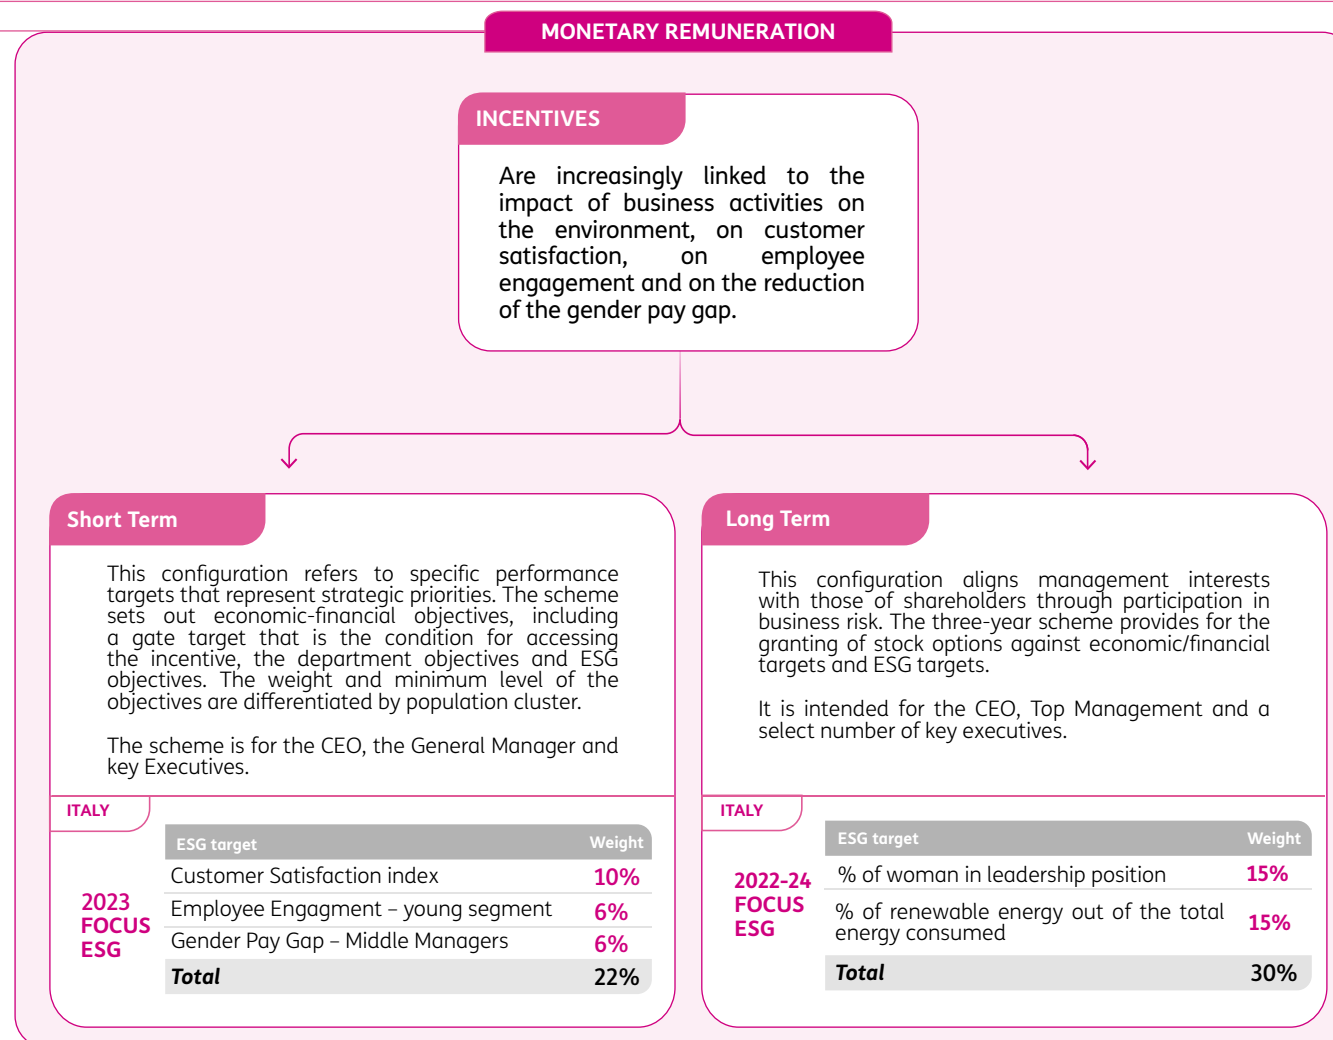 MONETARY REMUNERATION
INCENTIVES
Are increasingly linked to the
impact of business activities on
the environment, on customer
satisfaction, on employee
engagement and on the reduction
of the gender pay gap.
Short Term
This configuration refers to specific performance
targets that represent strategic priorities. The scheme
sets out economic-financial objectives, including
a gate target that is the condition for accessing
the incentive, the department objectives and ESG
objectives. The weight and minimum level of the
objectives are differentiated by population cluster.
The scheme is for the CEO, the General Manager and
key Executives.
ITALY
2023
FOCUS
ESG
ESG target Weight
Customer Satisfaction index 10%
Employee Engagment – young segment 6%
Gender Pay Gap – Middle Managers 6%
Total 22%
Long Term
This configuration aligns management interests
with those of shareholders through participation in
business risk. The three-year scheme provides for the
granting of stock options against economic/financial
targets and ESG targets.
It is intended for the CEO, Top Management and a
select number of key executives.
ITALY
2022-24
FOCUS
ESG
ESG target Weight
% of woman in leadership position 15%
% of renewable energy out of the total
energy consumed 15%
Total 30%